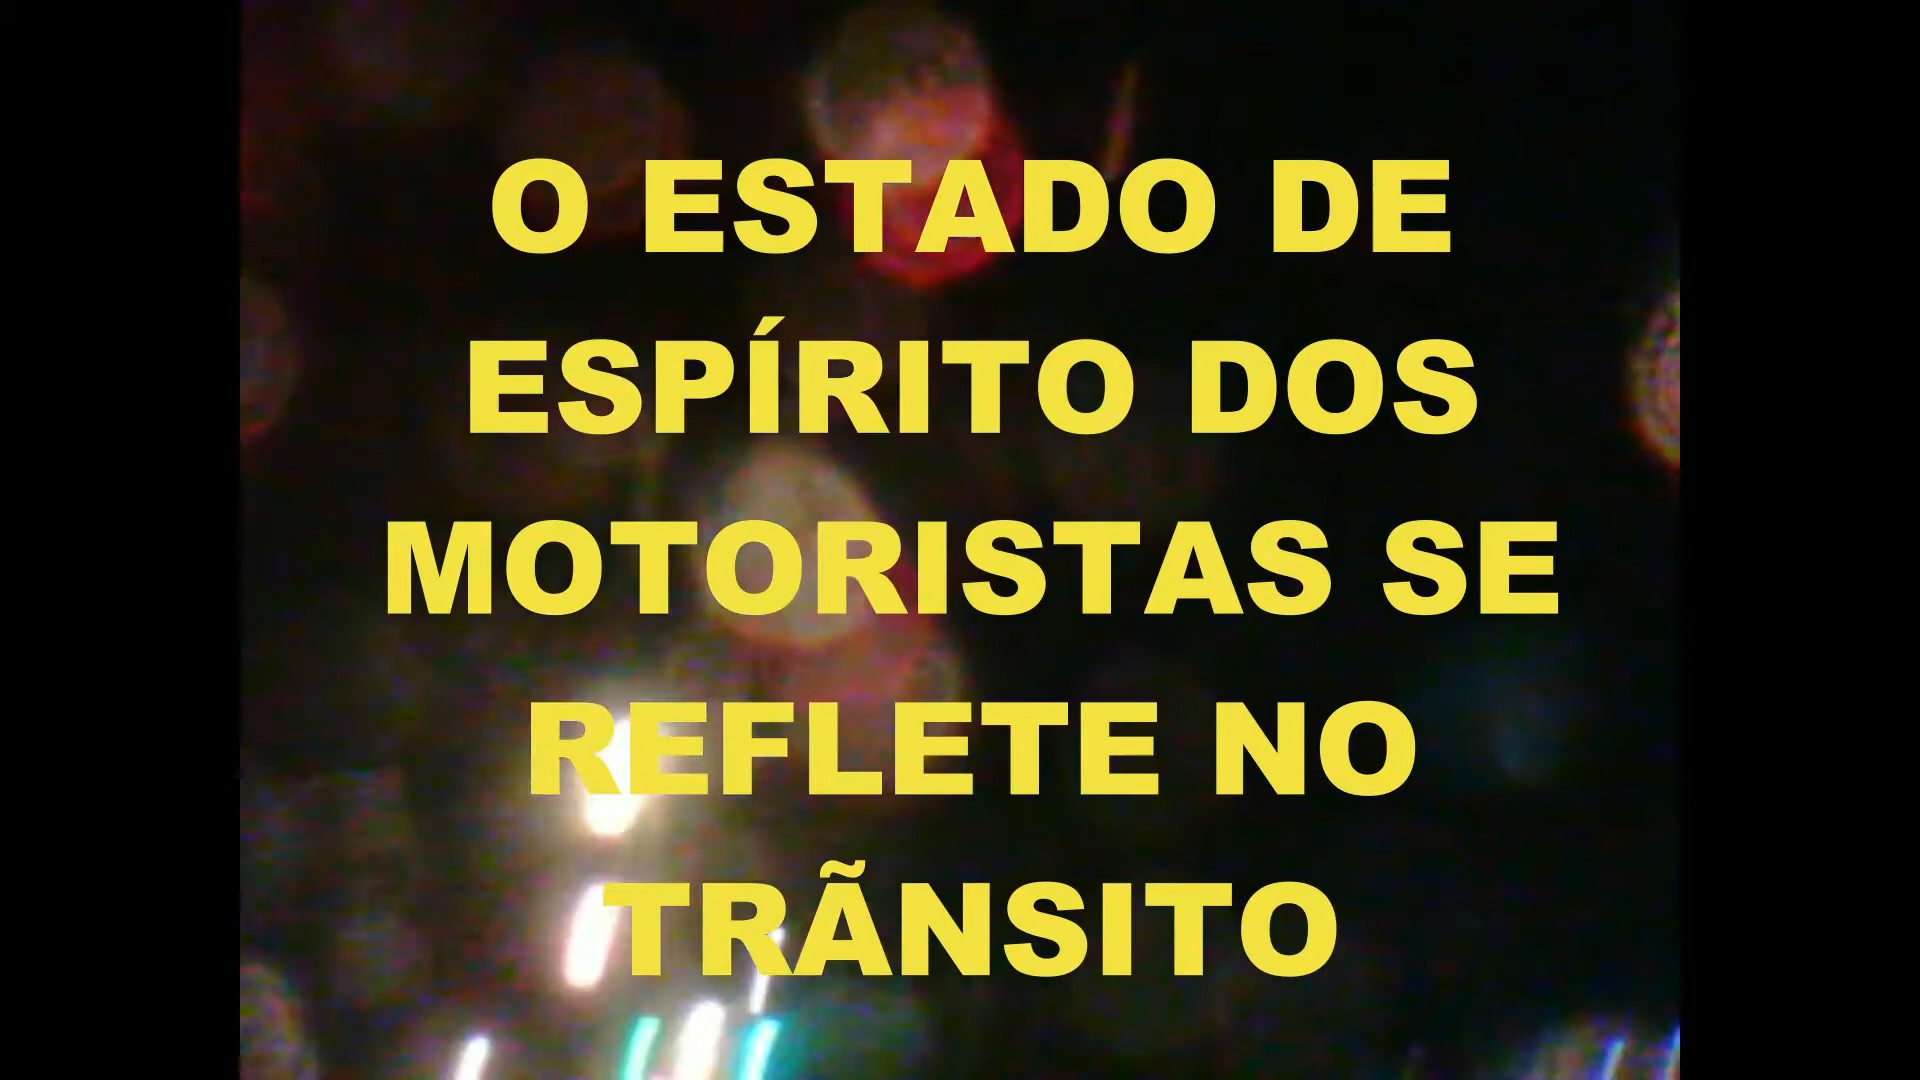 O ESTADO DE
ESPÍRITO DOS
MOTORISTAS SE
REFLETE NO
TRÃNSITO